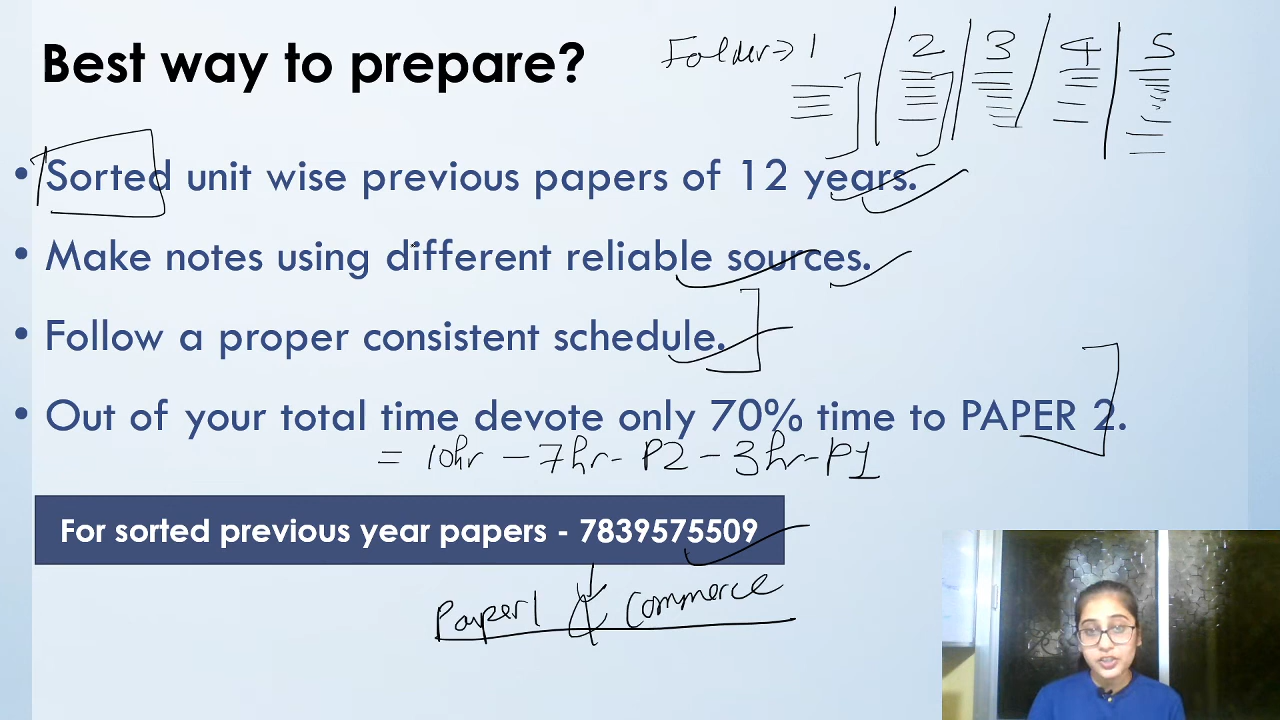 Best way to prepare?
Folder → 1 2 3 4 5
• Sorted unit wise previous papers of 12 years.
• Make notes using different reliable sources.
• Follow a proper consistent schedule.
• Out of your total time devote only 70% time to PAPER 2.
= 10hr - 7hr - P2 - 3hr - P1
For sorted previous year papers - 7839575509
Paper 1 & Commerce